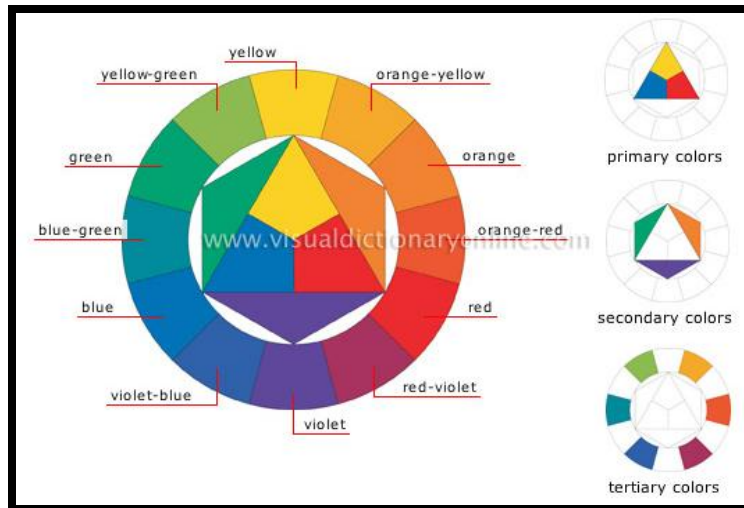 yellow
yellow-green
orange-yellow
green
orange
blue-green
orange-red
blue
red
violet-blue
red-violet
violet
www.visualdictionaryonline.com
primary colors
secondary colors
tertiary colors